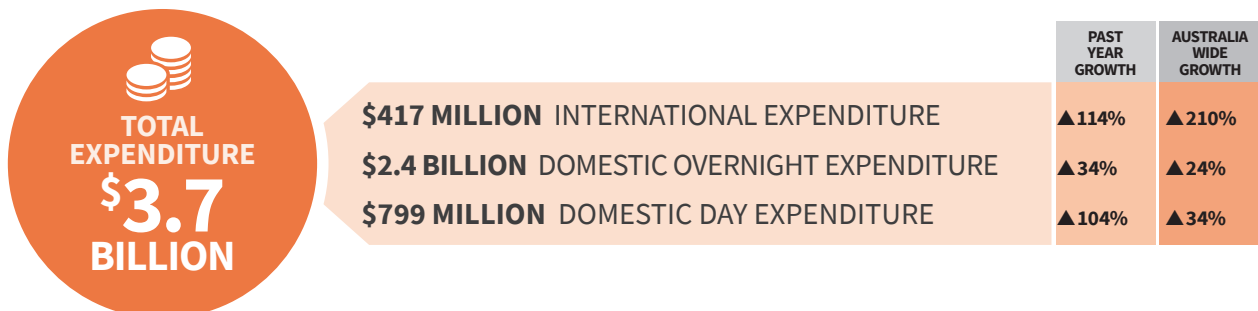 TOTAL
EXPENDITURE
$3.7
BILLION
PAST
YEAR
GROWTH
AUSTRALIA
WIDE
GROWTH
$417 MILLION INTERNATIONAL EXPENDITURE
▲114%
▲210%
$2.4 BILLION DOMESTIC OVERNIGHT EXPENDITURE
▲34%
▲24%
$799 MILLION DOMESTIC DAY EXPENDITURE
▲104%
▲34%